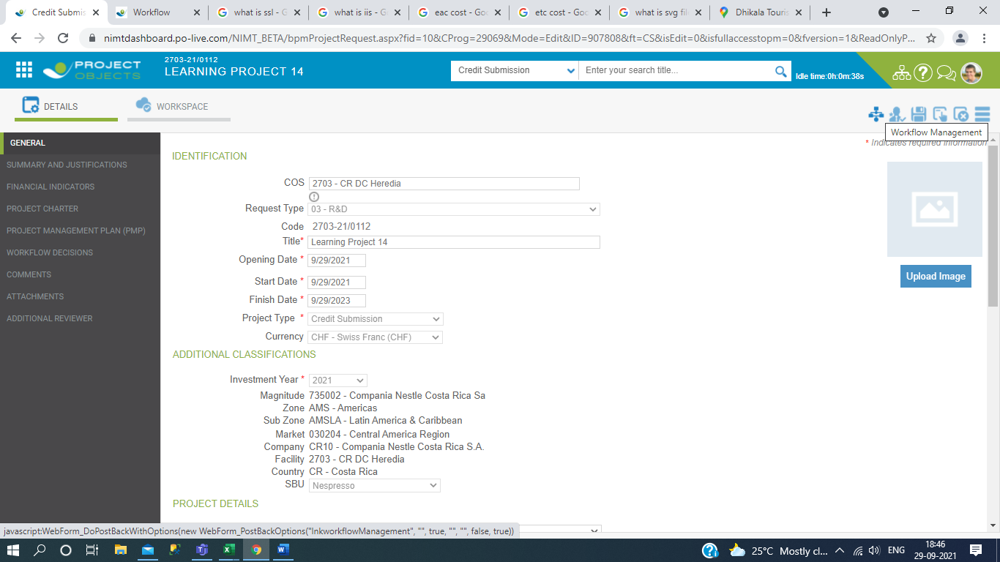 Credit Submis
Workflow
what is ssl - G
what is iis - G
eac cost - Goo
etc cost - Goo
what is svg fil
Dhikala Touris
nimtdashboard.po-live.com/NIMT_BETA/bpmProjectRequest.aspx?fid=10&CProg=29069&Mode=Edit&ID=907808&ft=CS&isEdit=0&isfullaccesstopm=0&fversion=1&ReadOnlyP...
PROJECT
OBJECTS
2703-21/0112
LEARNING PROJECT 14
Credit Submission
Enter your search title...
Idle time:0h:0m:38s
DETAILS
WORKSPACE
Workflow Management
* Indicates required information
GENERAL
SUMMARY AND JUSTIFICATIONS
FINANCIAL INDICATORS
PROJECT CHARTER
PROJECT MANAGEMENT PLAN (PMP)
WORKFLOW DECISIONS
COMMENTS
ATTACHMENTS
ADDITIONAL REVIEWER
IDENTIFICATION
COS 2703 - CR DC Heredia
Request Type 03 - R&D
Code 2703-21/0112
Title* Learning Project 14
Opening Date * 9/29/2021
Start Date * 9/29/2021
Finish Date * 9/29/2023
Project Type * Credit Submission
Currency CHF - Swiss Franc (CHF)
Upload Image
ADDITIONAL CLASSIFICATIONS
Investment Year * 2021
Magnitude 735002 - Compania Nestle Costa Rica Sa
Zone AMS - Americas
Sub Zone AMSLA - Latin America & Caribbean
Market 030204 - Central America Region
Company CR10 - Compania Nestle Costa Rica S.A.
Facility 2703 - CR DC Heredia
Country CR - Costa Rica
SBU Nespresso
PROJECT DETAILS
javascript:WebForm_DoPostBackWithOptions(new WebForm_PostBackOptions("lnkworkflowManagement", "", true, "", "", false, true))
25°C Mostly cl...
ENG
18:46
29-09-2021